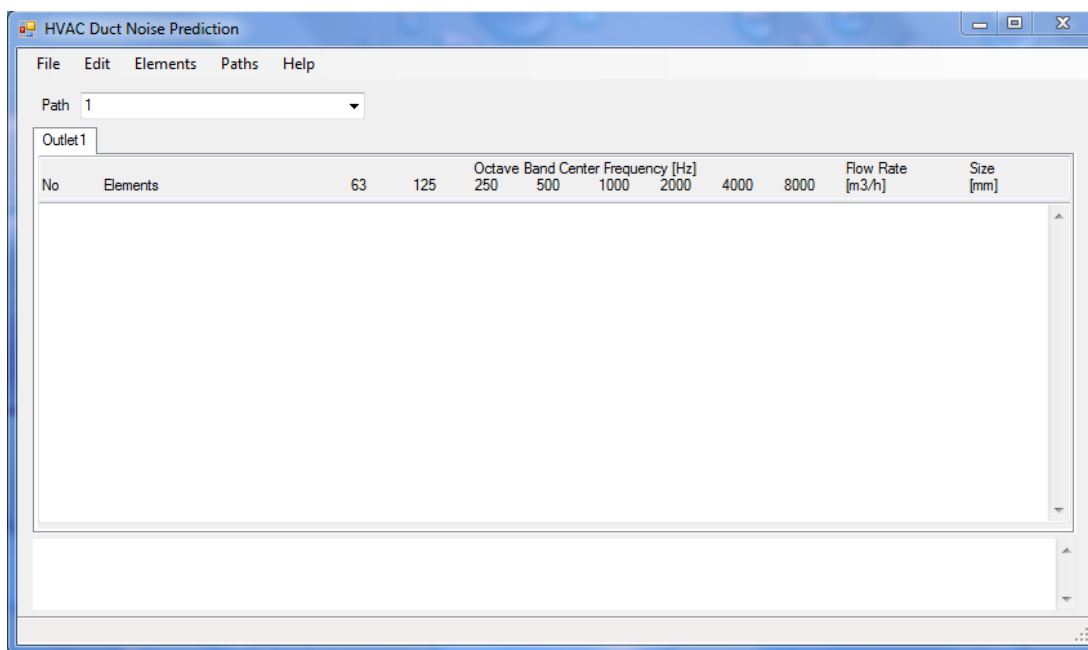 HVAC Duct Noise Prediction
File Edit Elements Paths Help
Path 1
Outlet1
Octave Band Center Frequency [Hz] Flow Rate Size
No Elements 63 125 250 500 1000 2000 4000 8000 [m3/h] [mm]